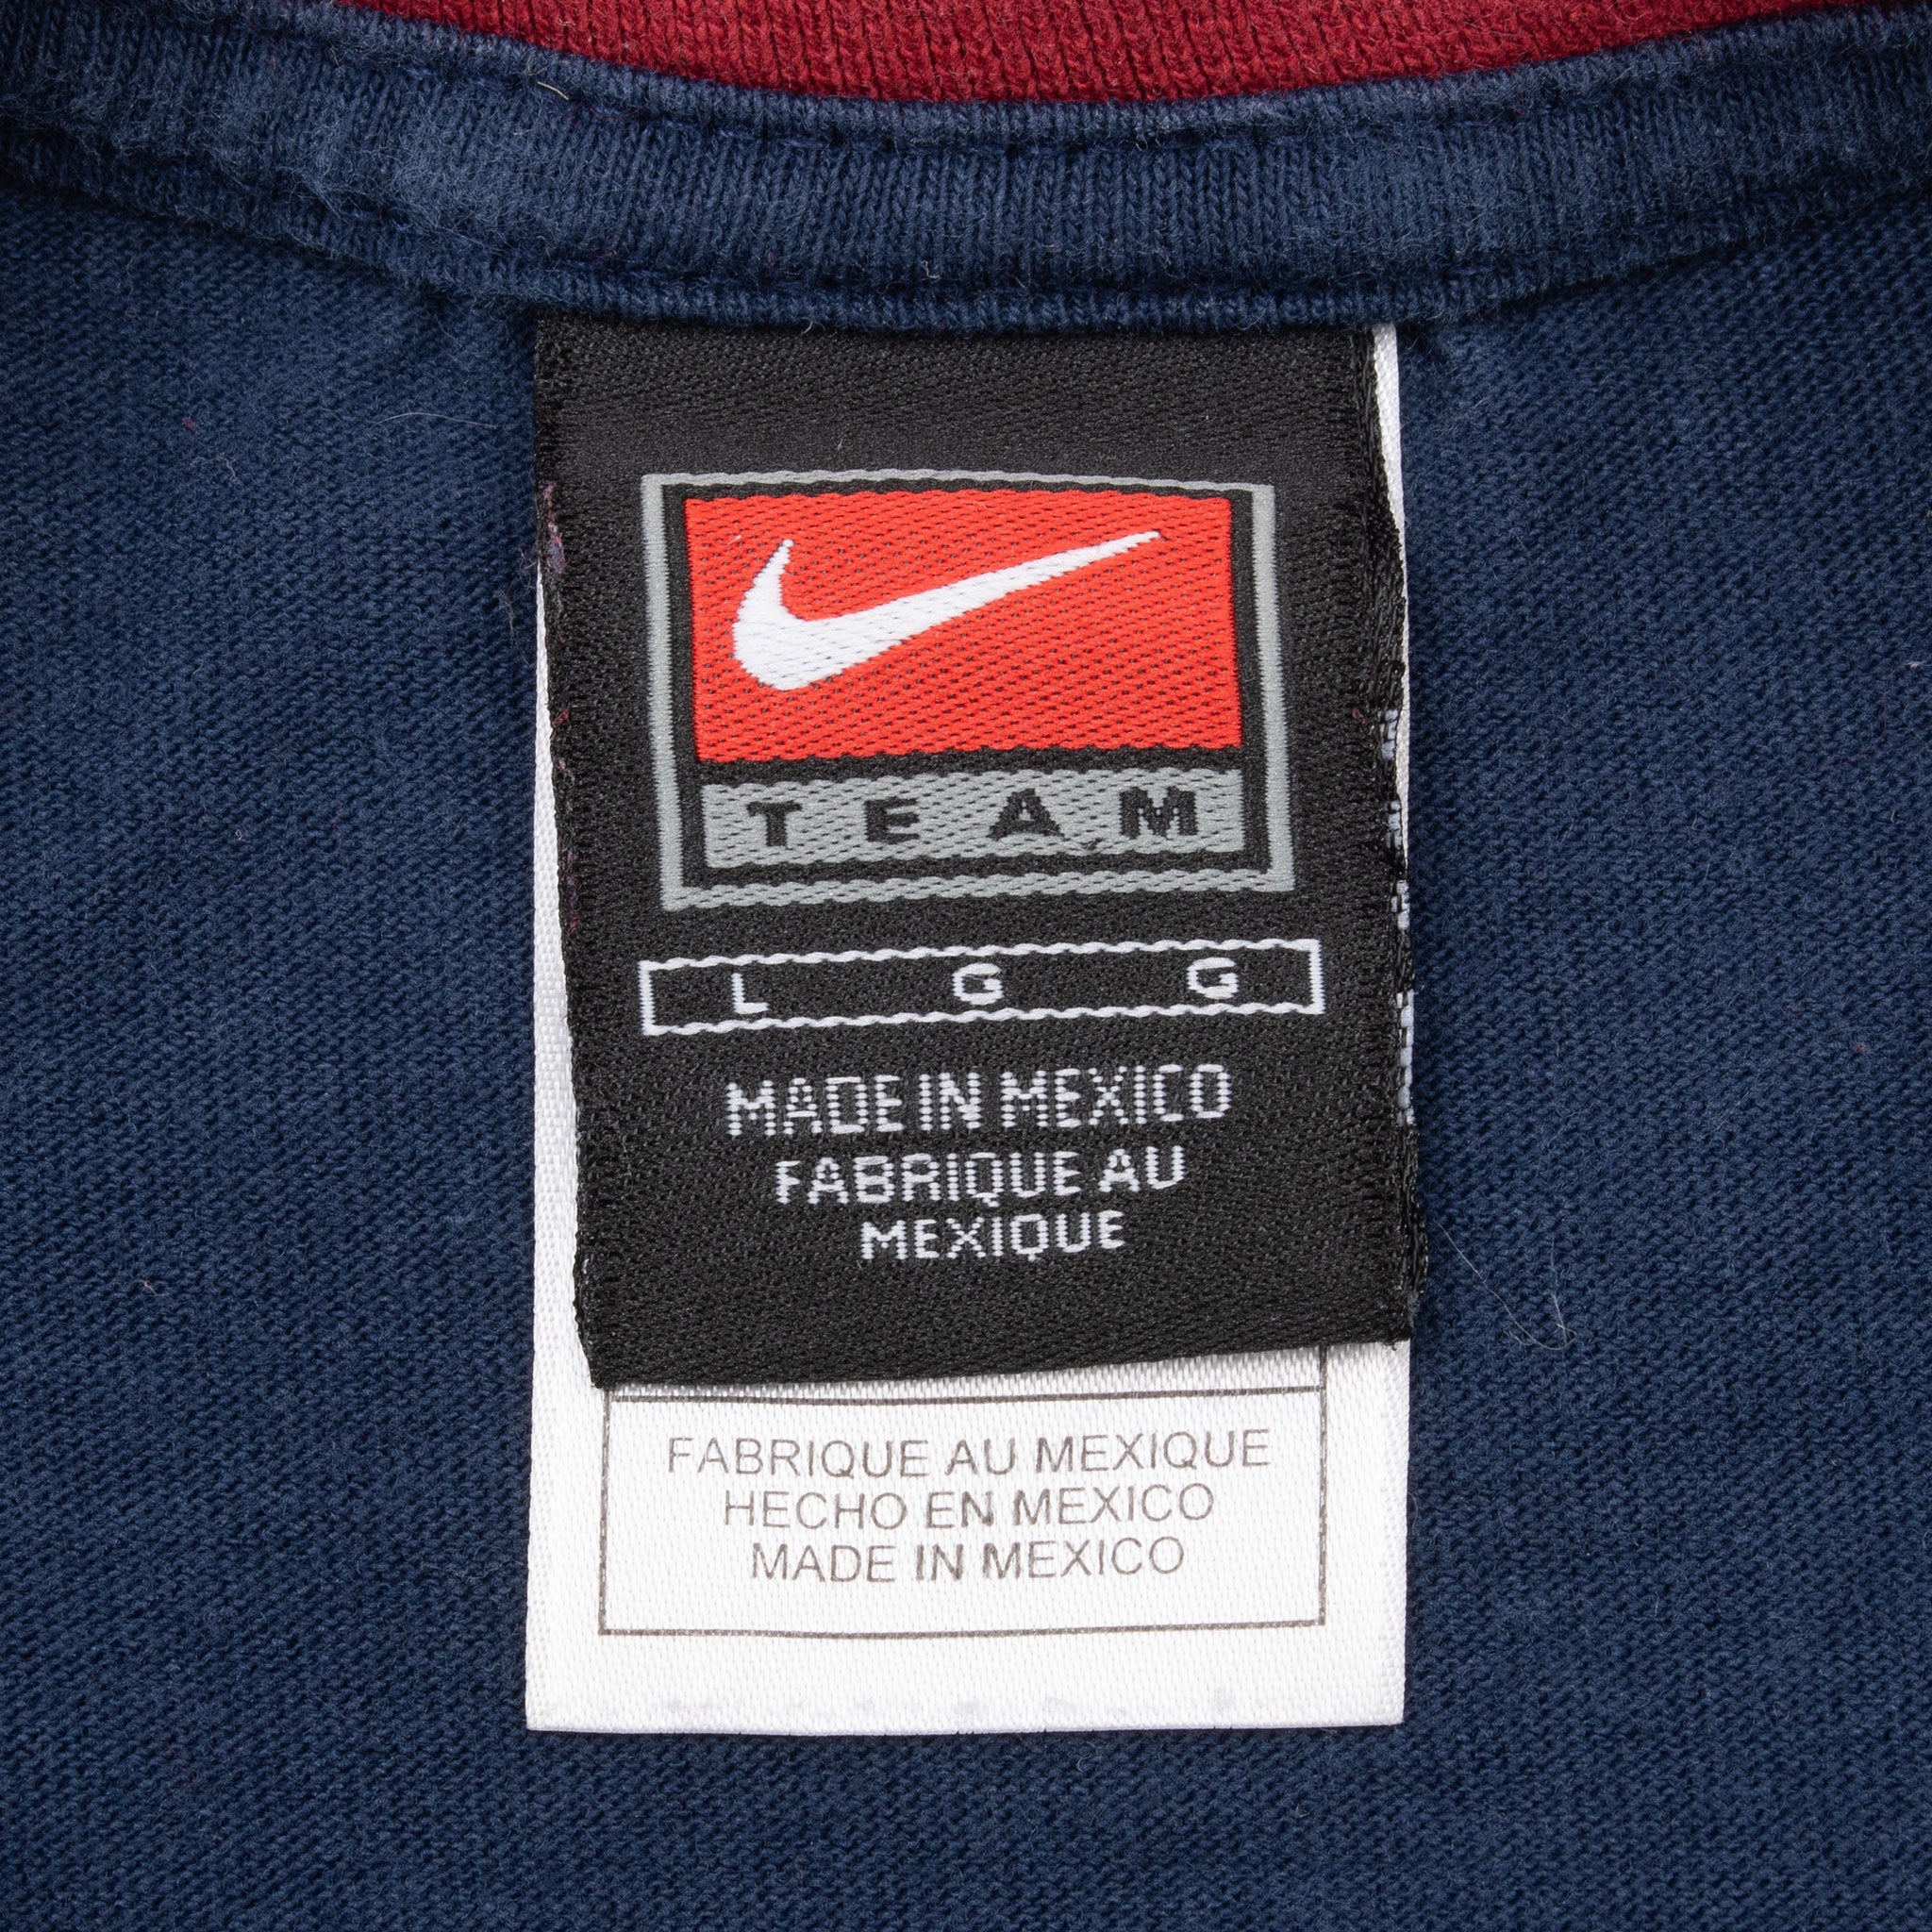 TEAM
L G G
MADE IN MEXICO
FABRIQUE AU
MEXIQUE
FABRIQUE AU MEXIQUE
HECHO EN MEXICO
MADE IN MEXICO